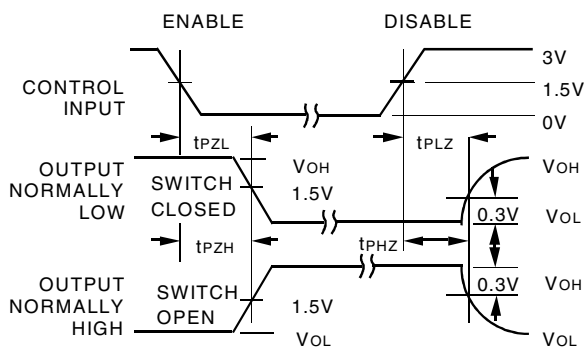 ENABLE DISABLE
3V
CONTROL INPUT
1.5V
0V
tPZL tPLZ
OUTPUT NORMALLY LOW
SWITCH CLOSED
VOH
1.5V
VOH
0.3V
VOL
tPZH tPHZ
OUTPUT NORMALLY HIGH
SWITCH OPEN
1.5V
VOL
0.3V
VOH
VOL